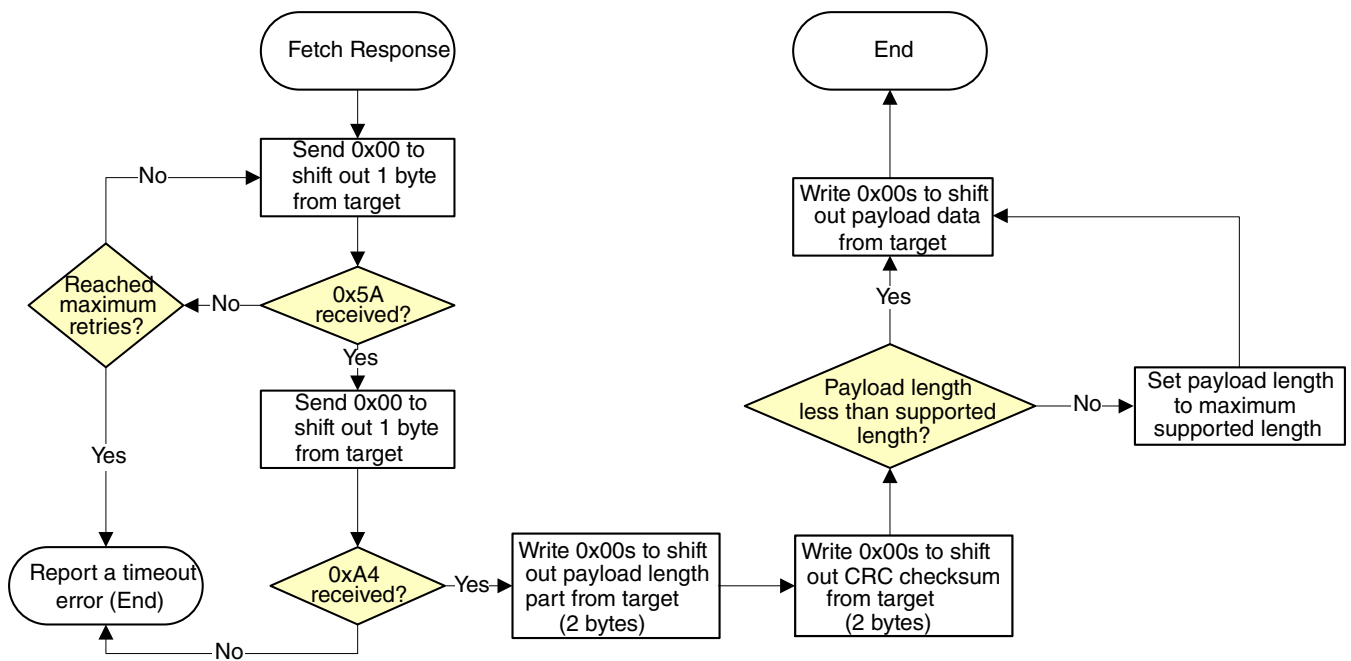 Fetch Response
Send 0x00 to
shift out 1 byte
from target
No
Reached
maximum
retries?
No
0x5A
received?
Yes
Send 0x00 to
shift out 1 byte
from target
Yes
Report a timeout
error (End)
0xA4
received?
No
Yes
Write 0x00s to shift
out payload length
part from target
(2 bytes)
Write 0x00s to shift
out CRC checksum
from target
(2 bytes)
Payload length
less than supported
length?
No
Set payload length
to maximum
supported length
Yes
Write 0x00s to shift
out payload data
from target
End